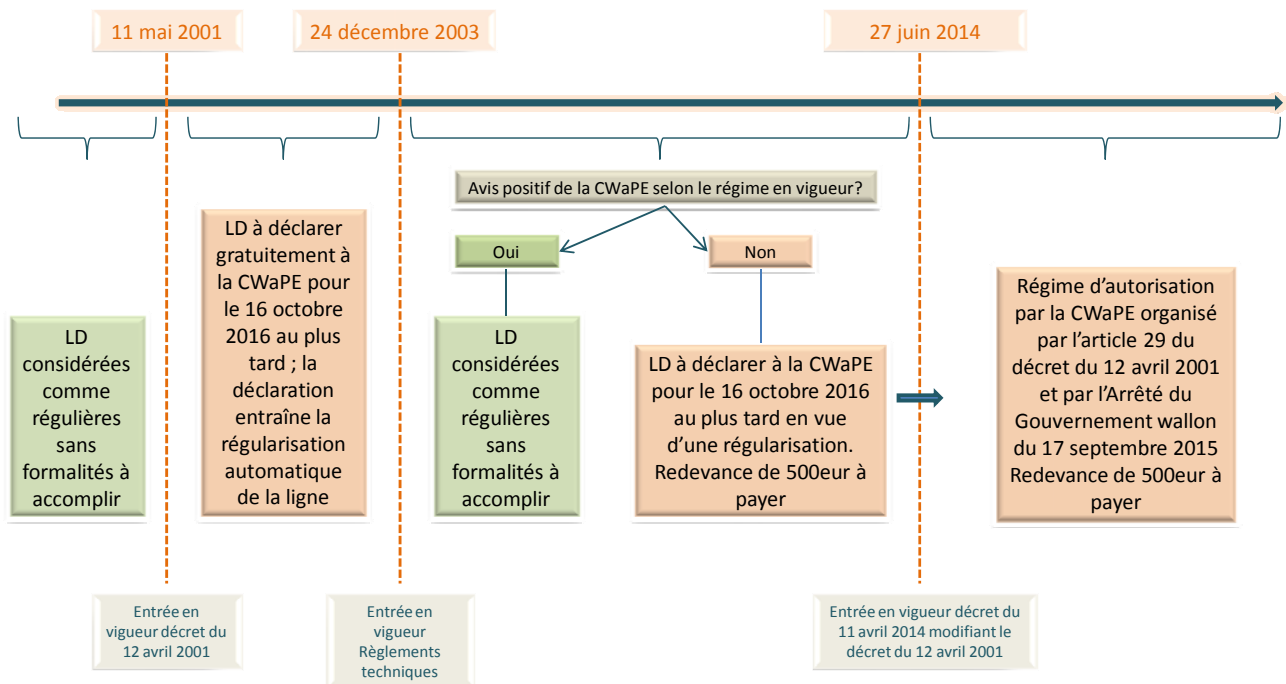 11 mai 2001
24 décembre 2003
27 juin 2014
Avis positif de la CWaPE selon le régime en vigueur?
Oui
Non
LD
considérées
comme
régulières
sans
formalités à
accomplir
LD à déclarer
gratuitement à
la CWaPE pour
le 16 octobre
2016 au plus
tard ; la
déclaration
entraîne la
régularisation
automatique
de la ligne
LD
considérées
comme
régulières
sans
formalités à
accomplir
LD à déclarer à la CWaPE
pour le 16 octobre 2016
au plus tard en vue
d’une régularisation.
Redevance de 500eur à
payer
Régime d’autorisation
par la CWaPE organisé
par l’article 29 du
décret du 12 avril 2001
et par l’Arrêté du
Gouvernement wallon
du 17 septembre 2015
Redevance de 500eur à
payer
Entrée en
vigueur décret du
12 avril 2001
Entrée en
vigueur
Règlements
techniques
Entrée en vigueur décret du
11 avril 2014 modifiant le
décret du 12 avril 2001